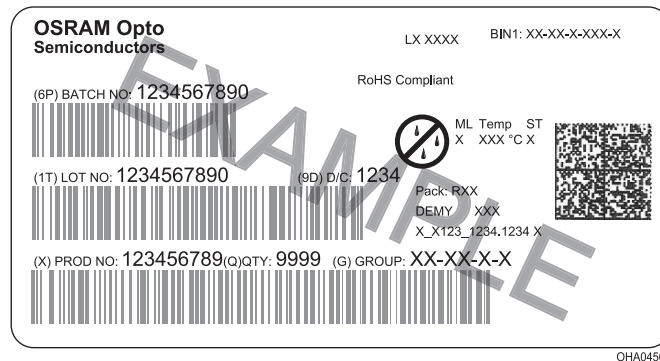 OSRAM Opto
Semiconductors
LX XXXX
BIN1: XX-XX-X-XXX-X
RoHS Compliant
(6P) BATCH NO: 1234567890
ML Temp ST
X XXX °C X
(1T) LOT NO: 1234567890 (9D) D/C: 1234
Pack: RXX
DEMY XXX
X_X123_1234.1234 X
(X) PROD NO: 123456789(Q)QTY: 9999 (G) GROUP: XX-XX-X-X
EXAMPLE